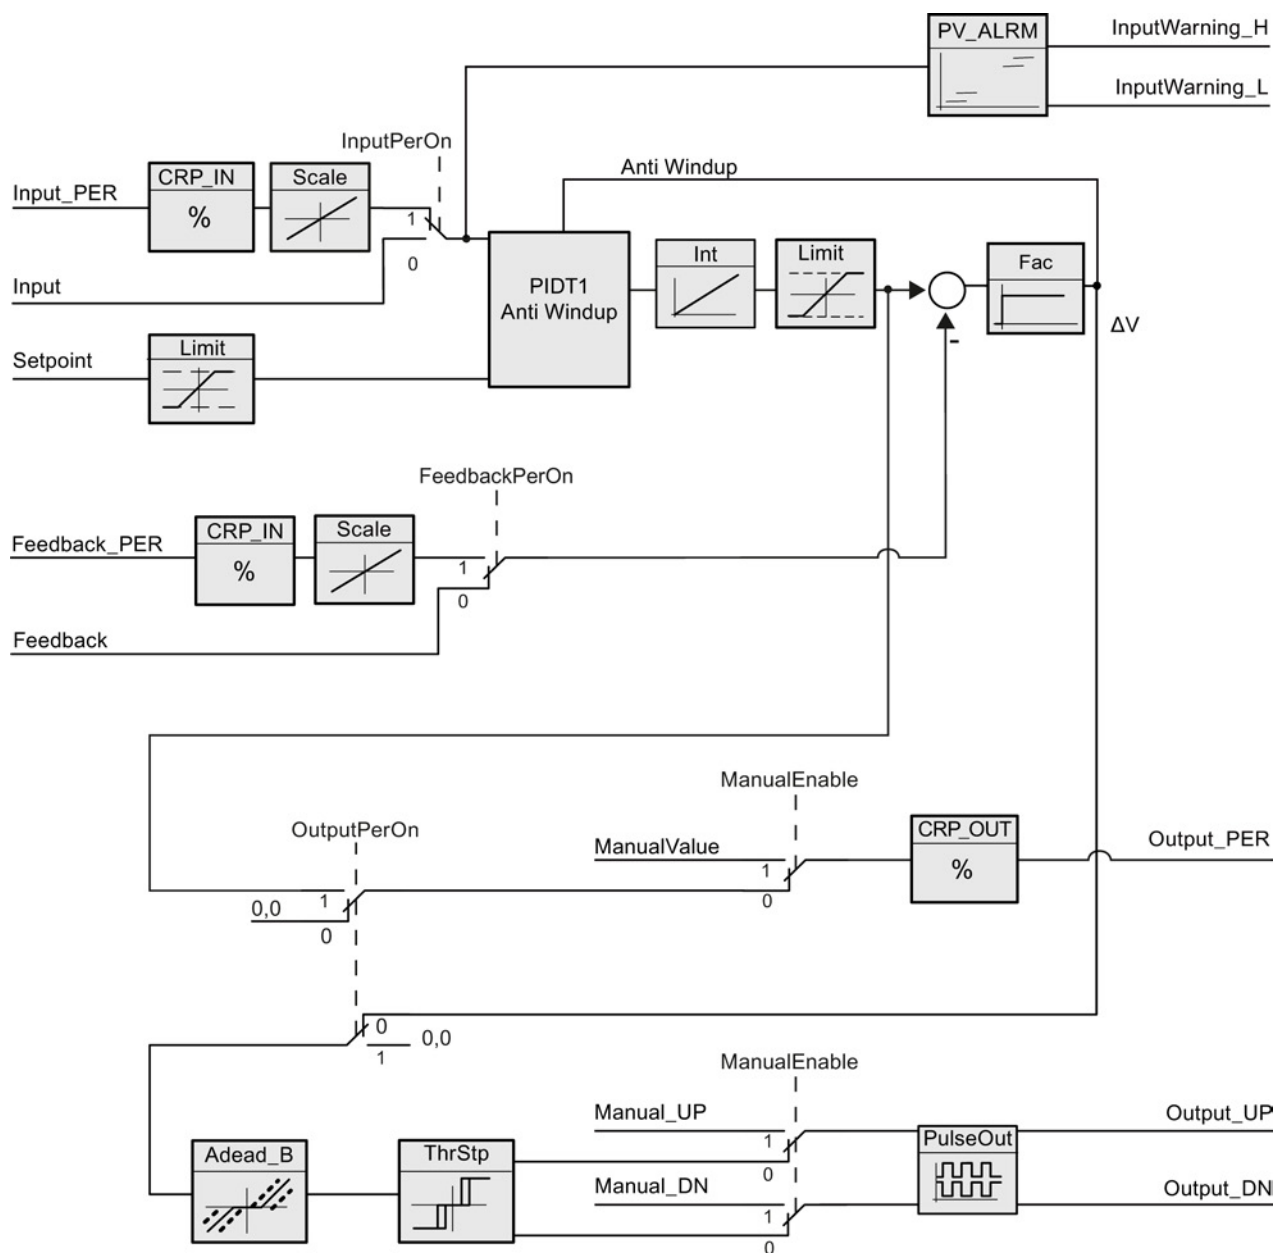 PV_ALRM
InputWarning_H
InputWarning_L
InputPerOn
Anti Windup
Input_PER
CRP_IN
%
Scale
1
0
Input
PIDT1
Anti Windup
Int
Limit
Fac
ΔV
-
Setpoint
Limit
FeedbackPerOn
Feedback_PER
CRP_IN
%
Scale
1
0
Feedback
ManualEnable
OutputPerOn
ManualValue
1
0
CRP_OUT
%
Output_PER
0,0
1
0
0
1
0,0
ManualEnable
Manual_UP
1
0
Output_UP
Adead_B
ThrStp
PulseOut
Manual_DN
1
0
Output_DN